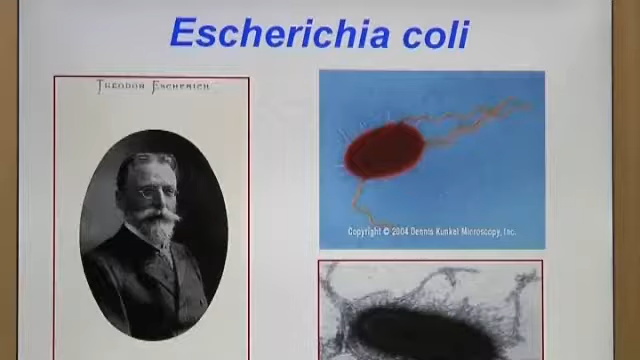 Escherichia coli
THEODOR ESCHERICH
Copyright © 2004 Dennis Kunkel Microscopy, Inc.